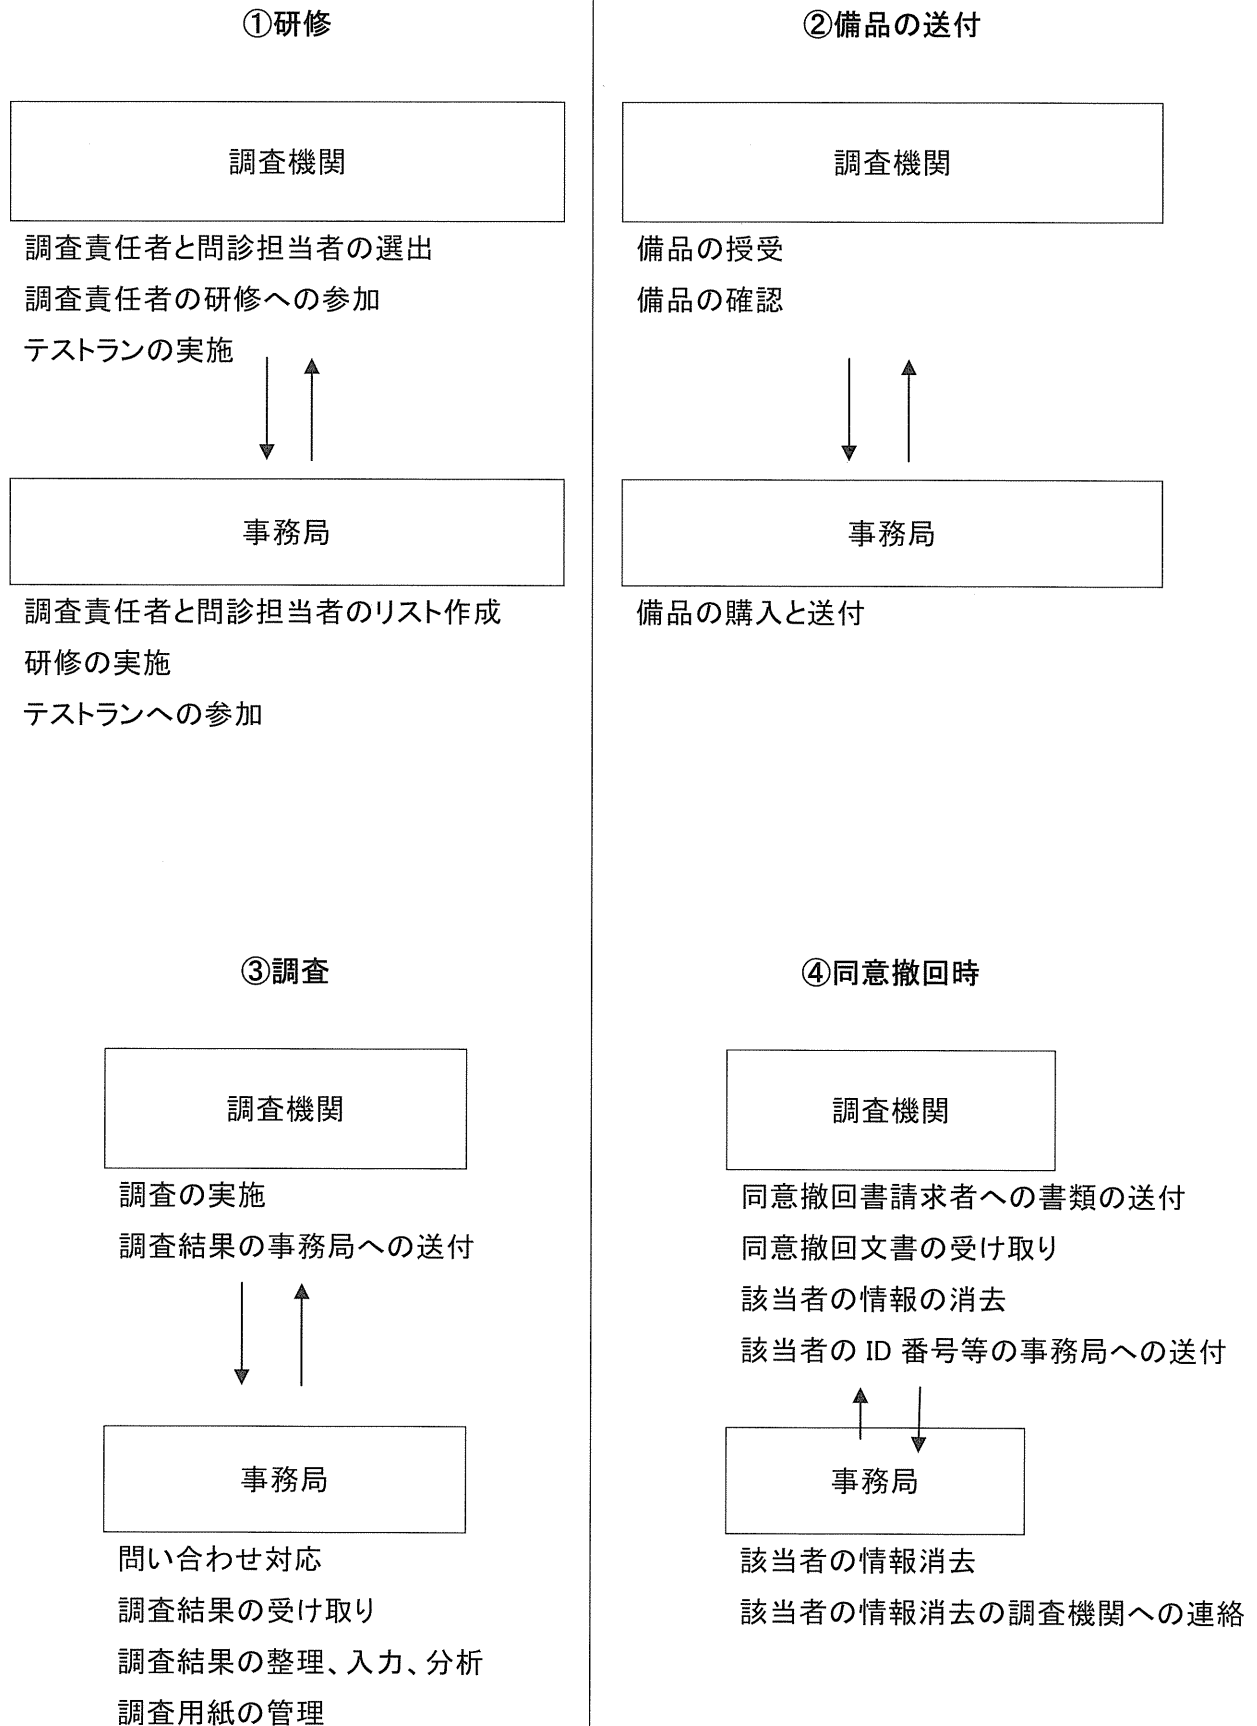 ①研修
調査機関
調査責任者と問診担当者の選出
調査責任者の研修への参加
テストランの実施
事務局
調査責任者と問診担当者のリスト作成
研修の実施
テストランへの参加
②備品の送付
調査機関
備品の授受
備品の確認
事務局
備品の購入と送付
③調査
調査機関
調査の実施
調査結果の事務局への送付
事務局
問い合わせ対応
調査結果の受け取り
調査結果の整理、入力、分析
調査用紙の管理
④同意撤回時
調査機関
同意撤回書請求者への書類の送付
同意撤回文書の受け取り
該当者の情報の消去
該当者の ID 番号等の事務局への送付
事務局
該当者の情報消去
該当者の情報消去の調査機関への連絡